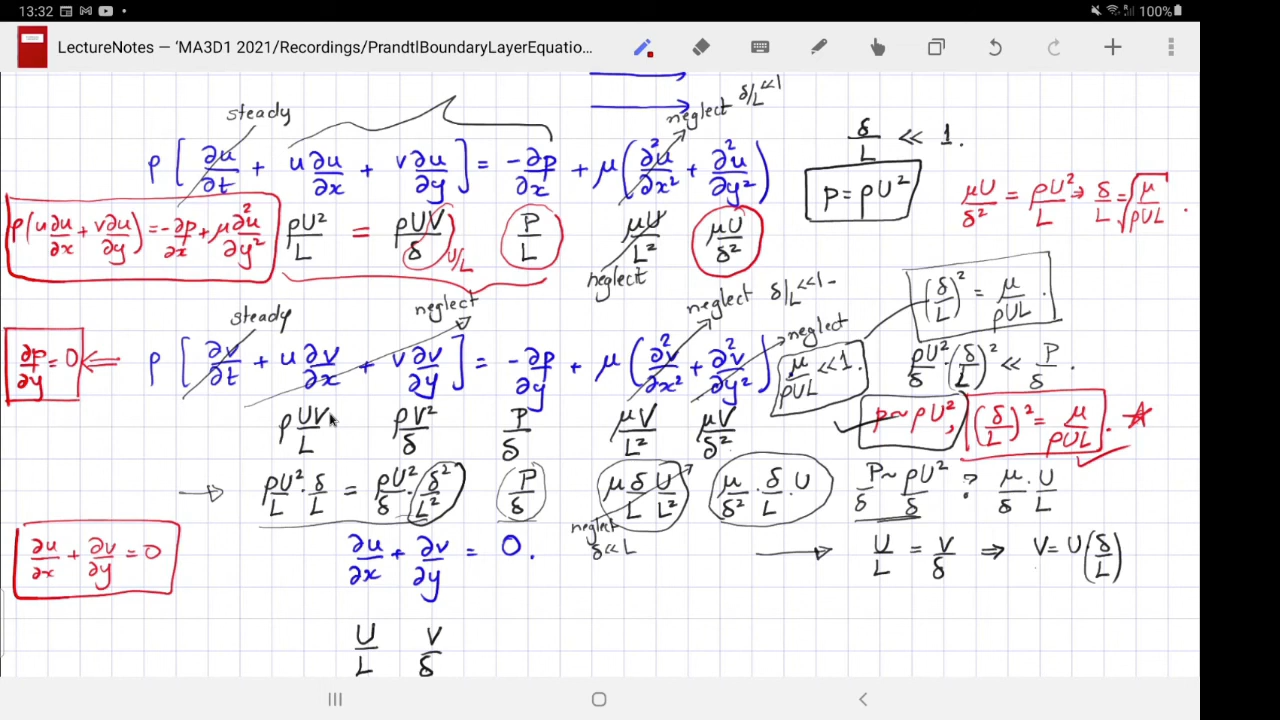 13:32 100%
LectureNotes — ‘MA3D1 2021/Recordings/PrandtlBoundaryLayerEquatio...
steady
neglect δ/L ≪ 1
ρ [ ∂u/∂t + u ∂u/∂x + v ∂u/∂y ] = -∂p/∂x + μ ( ∂²u/∂x² + ∂²u/∂y² )
δ/L ≪ 1.
P = ρU²
μU/δ² = ρU²/L → δ/L = √(μ/ρUL) .
ρ(u ∂u/∂x + v ∂u/∂y) = -∂p/∂x + μ ∂²u/∂y²
ρU²/L = ρUV/δ U/L P/L μU/L² μU/δ²
neglect
steady
neglect
neglect δ/L ≪ 1
neglect
(δ/L)² = μ/ρUL .
∂p/∂y = 0 ⇐ ρ [ ∂v/∂t + u ∂v/∂x + v ∂v/∂y ] = -∂p/∂y + μ ( ∂²v/∂x² + ∂²v/∂y² )
μ/ρUL ≪ 1.
ρU²/δ · (δ/L)² ≪ P/δ .
ρ UV/L ρV²/δ P/δ μV/L² μV/δ²
P ~ ρU², (δ/L)² = μ/ρUL . ☆
→ ρU²/L · δ/L = ρU²/δ · δ²/L² P/δ μ δ/L U/L² μ/δ² · δ/L · U
P/δ ~ ρU²/δ ? μ/δ · U/L
neglect
δ ≪ L
∂u/∂x + ∂v/∂y = 0
∂u/∂x + ∂v/∂y = 0. → U/L = V/δ ⇒ V = U(δ/L)
U/L V/δ